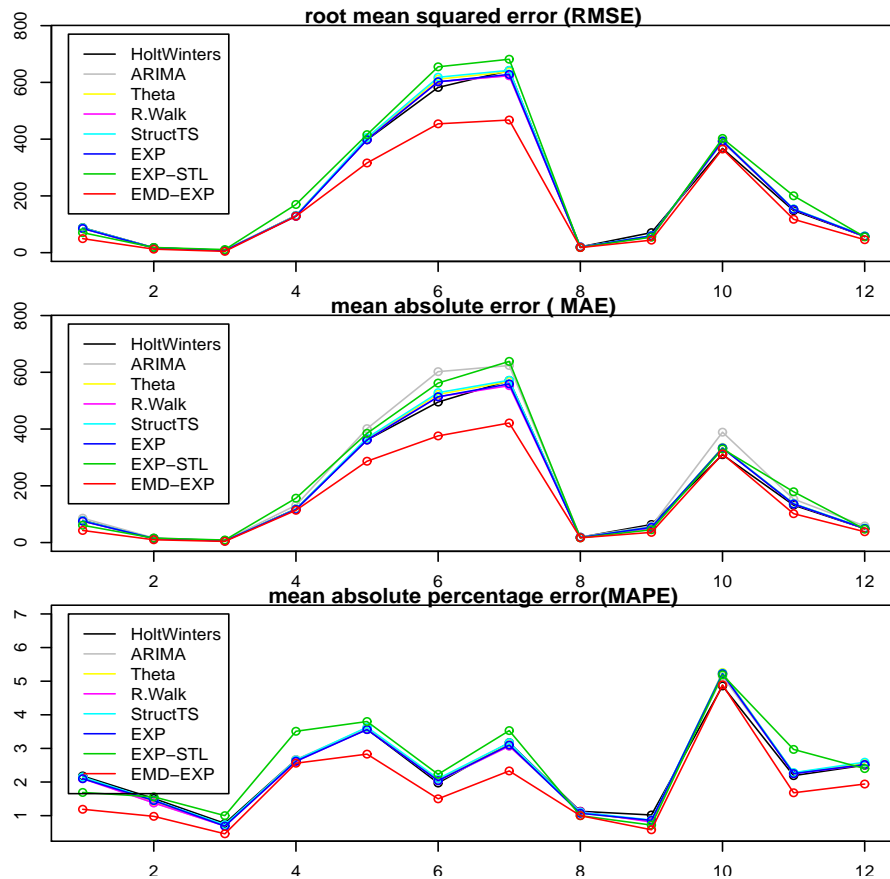 root mean squared error (RMSE)
800
600
400
200
0
HoltWinters
ARIMA
Theta
R.Walk
StructTS
EXP
EXP−STL
EMD−EXP
2 4 6 8 10 12
mean absolute error ( MAE)
800
600
400
200
0
HoltWinters
ARIMA
Theta
R.Walk
StructTS
EXP
EXP−STL
EMD−EXP
2 4 6 8 10 12
mean absolute percentage error(MAPE)
7
6
5
4
3
2
1
HoltWinters
ARIMA
Theta
R.Walk
StructTS
EXP
EXP−STL
EMD−EXP
2 4 6 8 10 12